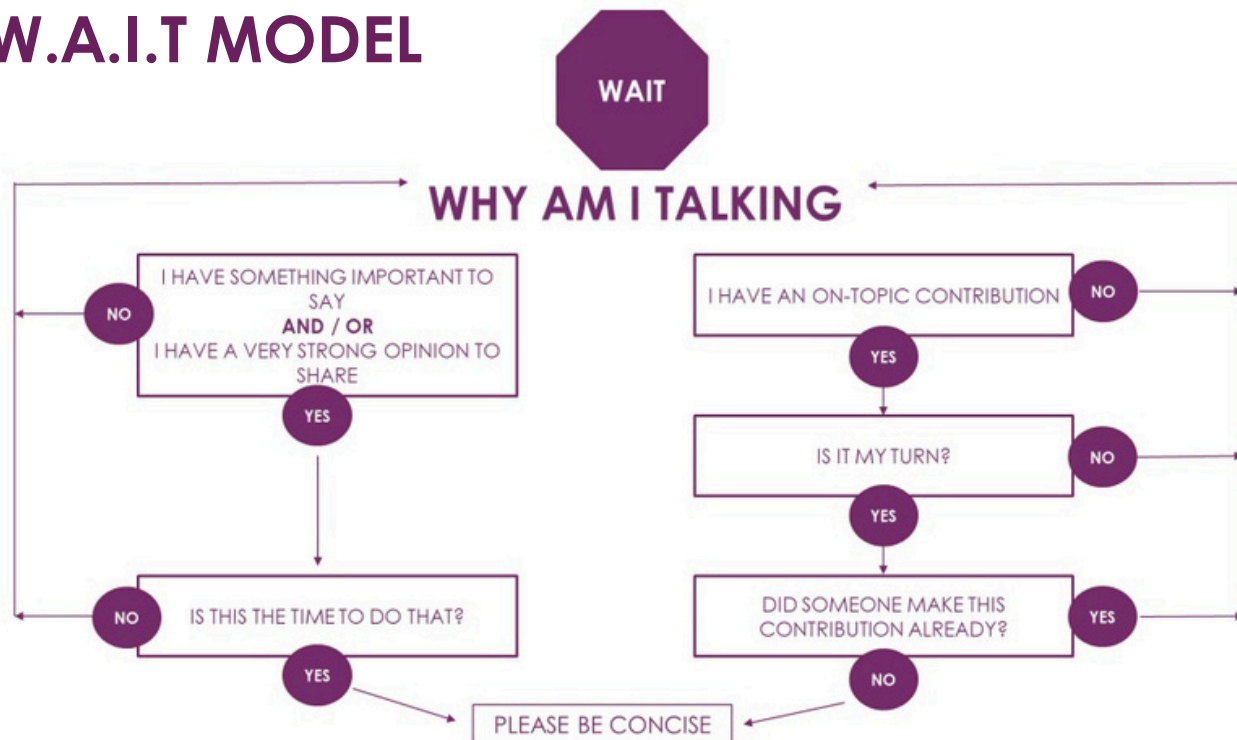 W.A.I.T MODEL
WAIT
WHY AM I TALKING
I HAVE SOMETHING IMPORTANT TO
SAY
AND / OR
I HAVE A VERY STRONG OPINION TO
SHARE
NO
YES
IS THIS THE TIME TO DO THAT?
NO
YES
I HAVE AN ON-TOPIC CONTRIBUTION
NO
YES
IS IT MY TURN?
NO
YES
DID SOMEONE MAKE THIS
CONTRIBUTION ALREADY?
YES
NO
PLEASE BE CONCISE